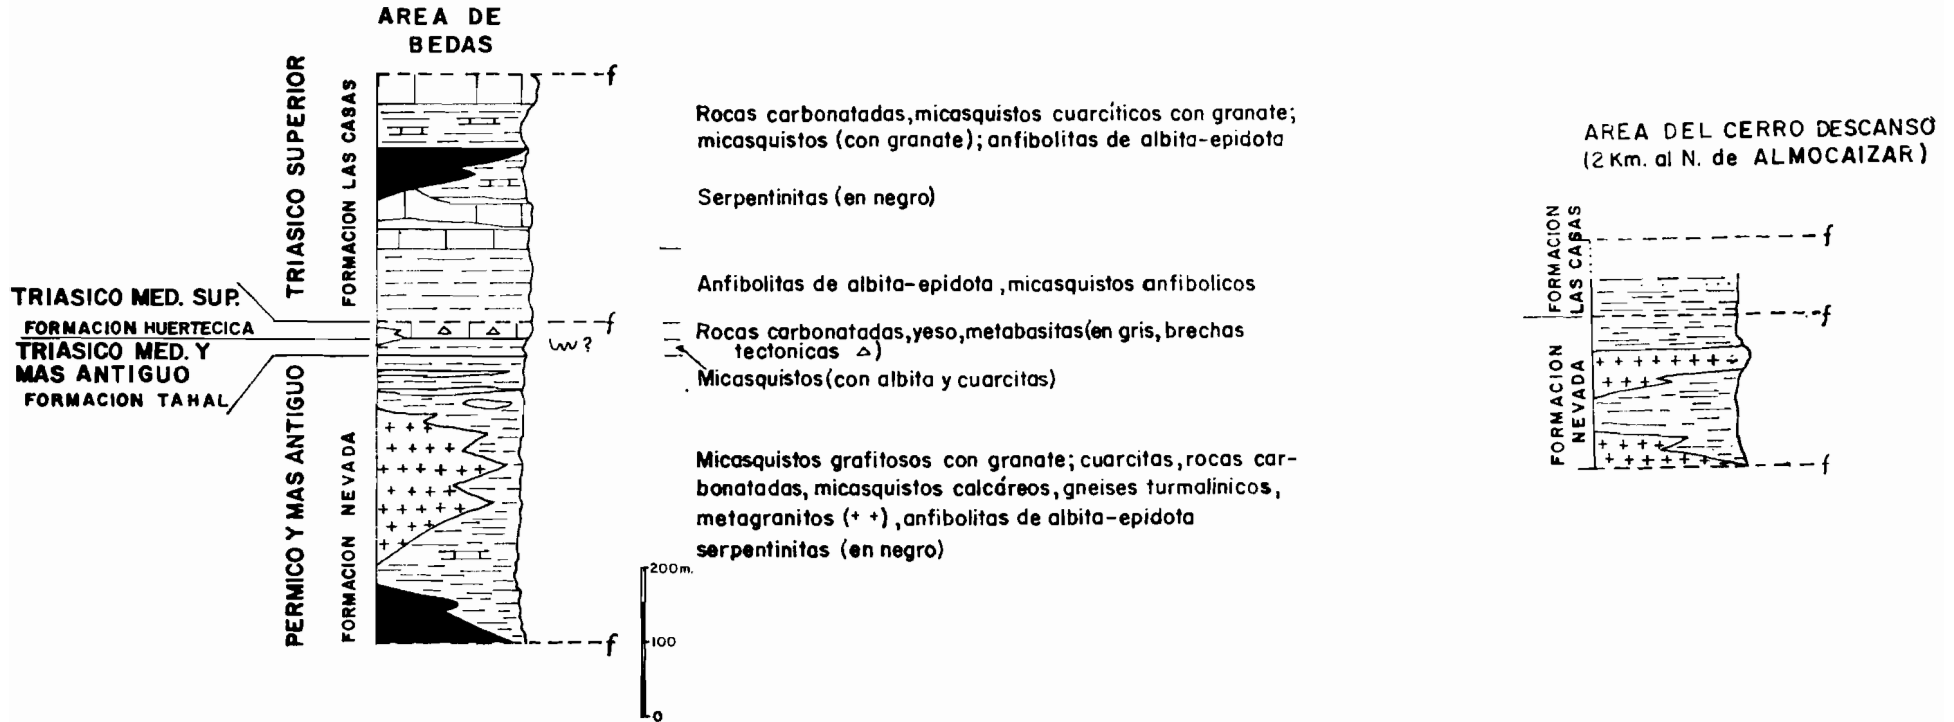 AREA DE
BEDAS
f
TRIASICO SUPERIOR
FORMACION LAS CASAS
Rocas carbonatadas, micasquistos cuarcíticos con granate;
micasquistos (con granate); anfibolitas de albita-epidota
Serpentinitas (en negro)
Anfibolitas de albita-epidota, micasquistos anfibolicos
TRIASICO MED. SUP.
FORMACION HUERTECICA
f
?
Rocas carbonatadas, yeso, metabasitas (en gris, brechas
tectonicas △)
TRIASICO MED. Y
MAS ANTIGUO
FORMACION TAHAL
Micasquistos (con albita y cuarcitas)
PERMICO Y MAS ANTIGUO
FORMACION NEVADA
Micasquistos grafitosos con granate; cuarcitas, rocas car-
bonatadas, micasquistos calcáreos, gneises turmalínicos,
metagranitos (+ +), anfibolitas de albita-epidota
serpentinitas (en negro)
f
200 m.
100
0
AREA DEL CERRO DESCANSO
(2 Km. al N. de ALMOCAIZAR)
FORMACION
LAS CASAS
f
f
FORMACION
NEVADA
f